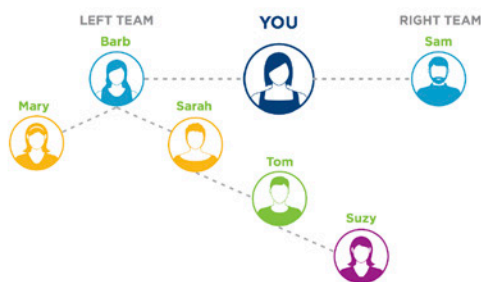 LEFT TEAM
YOU
RIGHT TEAM
Barb
Sam
Mary
Sarah
Tom
Suzy